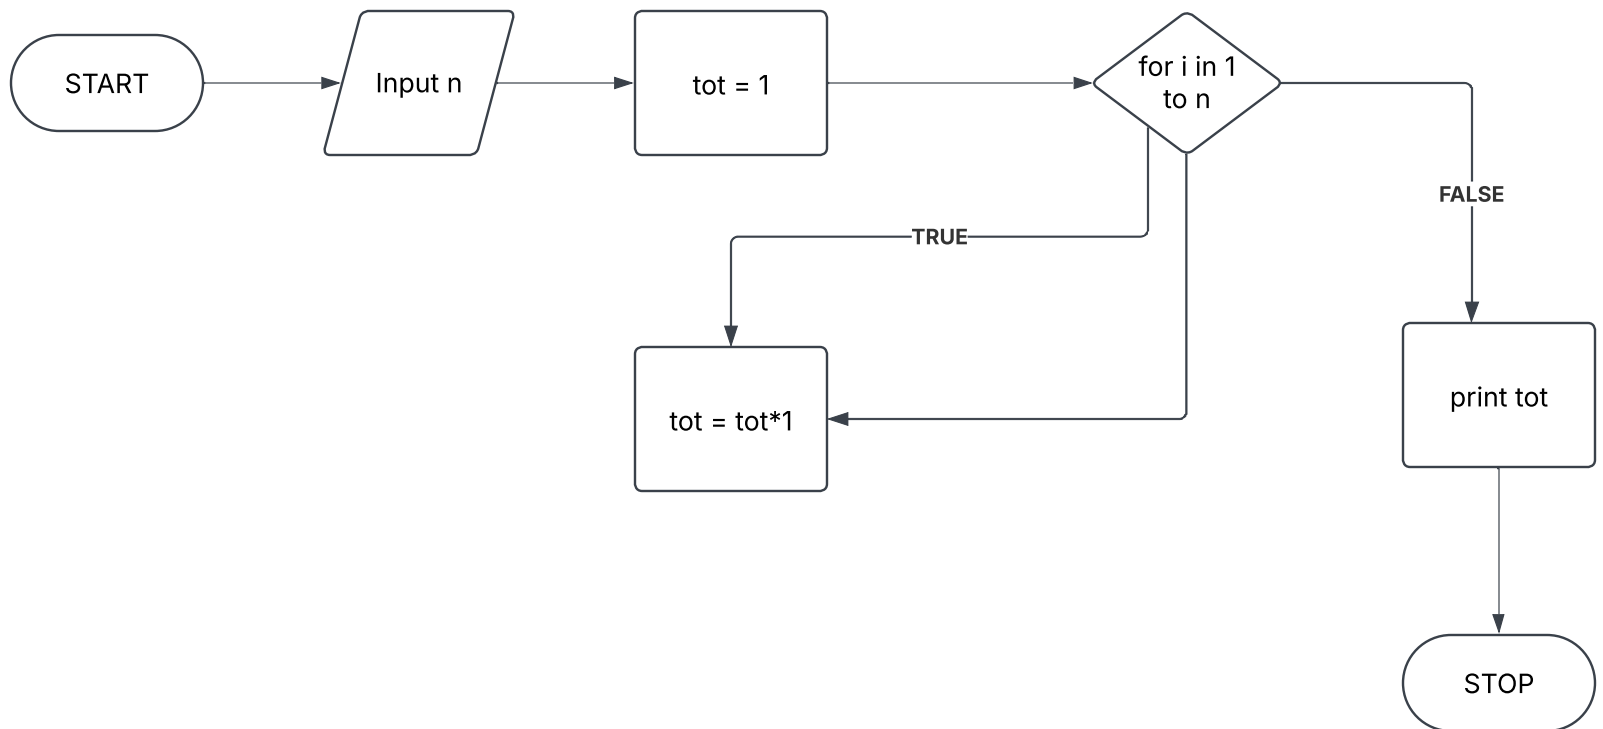 START
Input n
tot = 1
for i in 1
to n
FALSE
TRUE
print tot
tot = tot*1
STOP